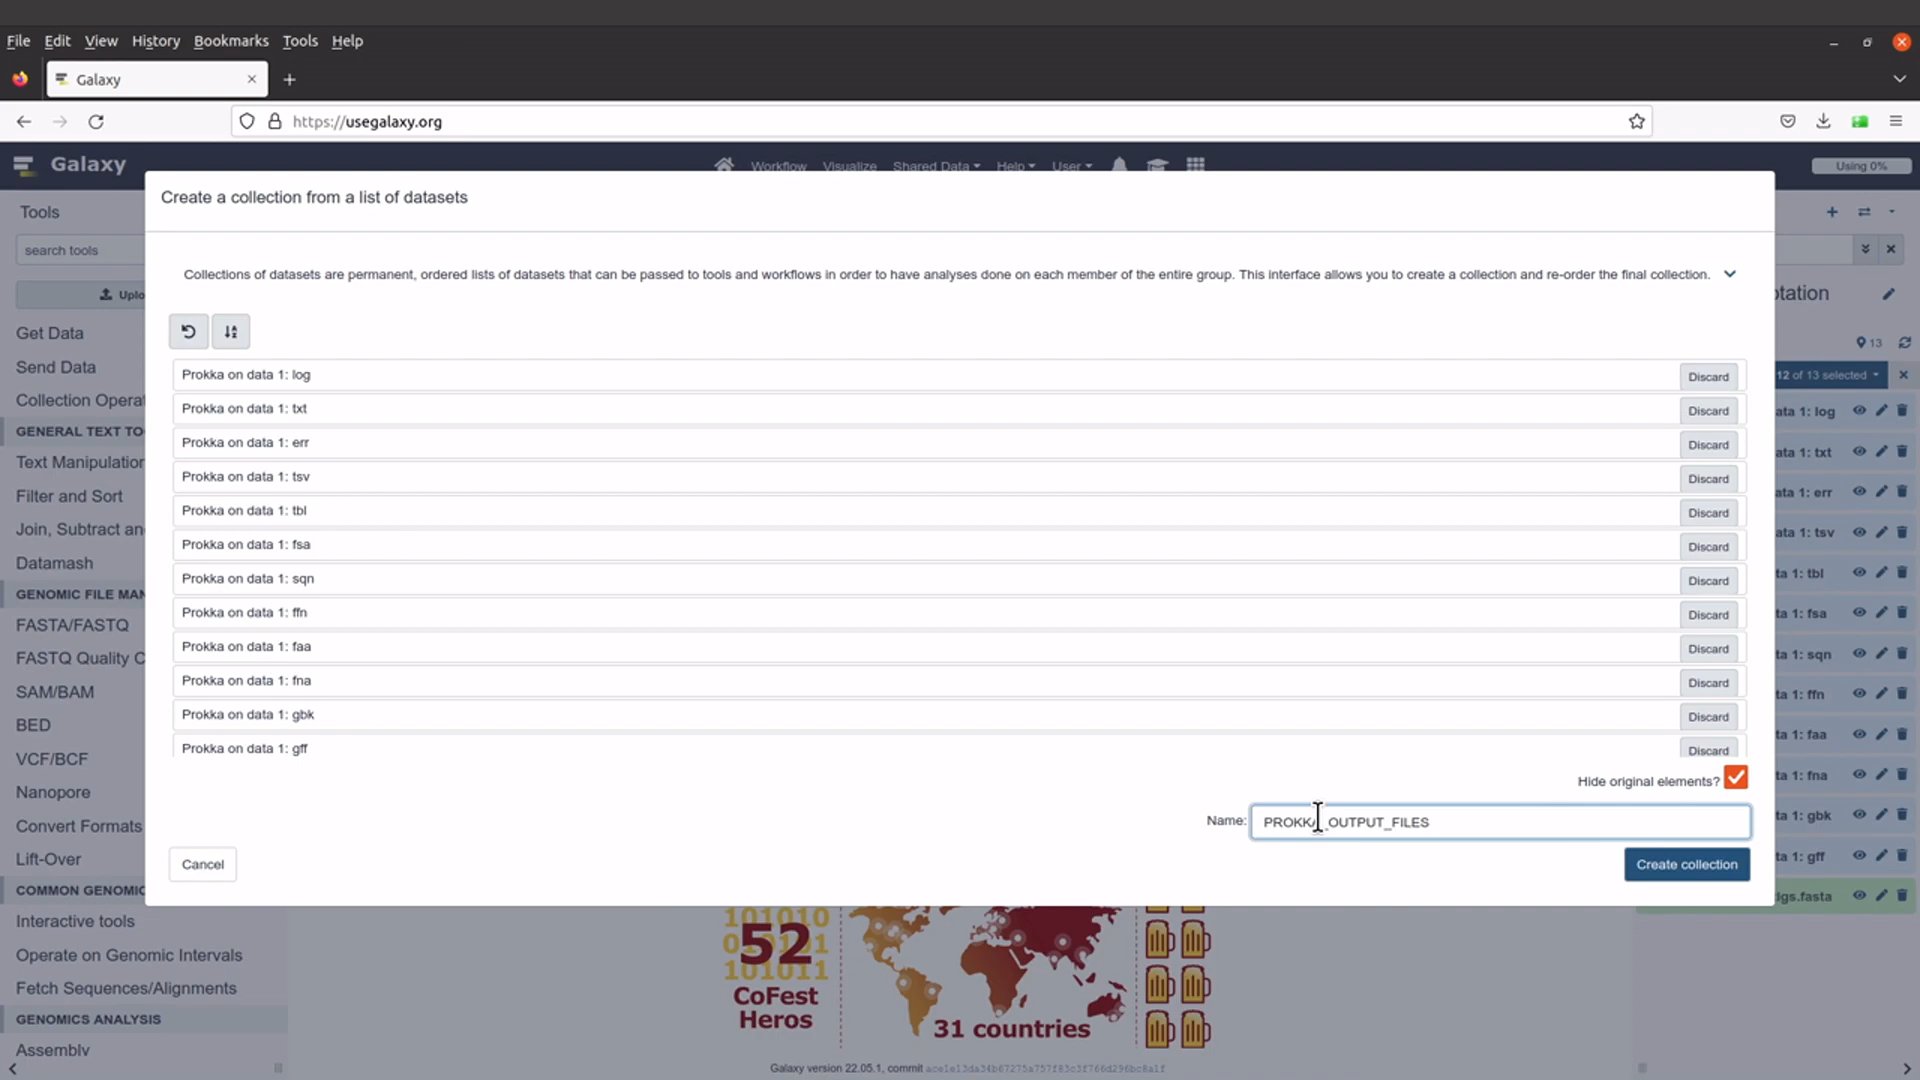 File Edit View History Bookmarks Tools Help
Galaxy
https://usegalaxy.org
Galaxy
Workflow Visualize Shared Data Help User
Using 0%
Tools
search tools
Uplo
Get Data
Send Data
Collection Operat
GENERAL TEXT TO
Text Manipulation
Filter and Sort
Join, Subtract an
Datamash
GENOMIC FILE MAN
FASTA/FASTQ
FASTQ Quality C
SAM/BAM
BED
VCF/BCF
Nanopore
Convert Formats
Lift-Over
COMMON GENOMIC
Interactive tools
Operate on Genomic Intervals
Fetch Sequences/Alignments
GENOMICS ANALYSIS
Assembly
Create a collection from a list of datasets
Collections of datasets are permanent, ordered lists of datasets that can be passed to tools and workflows in order to have analyses done on each member of the entire group. This interface allows you to create a collection and re-order the final collection.
Prokka on data 1: log Discard
Prokka on data 1: txt Discard
Prokka on data 1: err Discard
Prokka on data 1: tsv Discard
Prokka on data 1: tbl Discard
Prokka on data 1: fsa Discard
Prokka on data 1: sqn Discard
Prokka on data 1: ffn Discard
Prokka on data 1: faa Discard
Prokka on data 1: fna Discard
Prokka on data 1: gbk Discard
Prokka on data 1: gff Discard
Hide original elements?
Name: PROKKA_OUTPUT_FILES
Cancel Create collection
101010
52
101011
CoFest
Heros
31 countries
Galaxy version 22.05.1, commit
otation
13
12 of 13 selected
ata 1: log
ata 1: txt
ata 1: err
ata 1: tsv
ta 1: tbl
ta 1: fsa
ta 1: sqn
ta 1: ffn
ta 1: faa
ta 1: fna
ta 1: gbk
ta 1: gff
igs.fasta